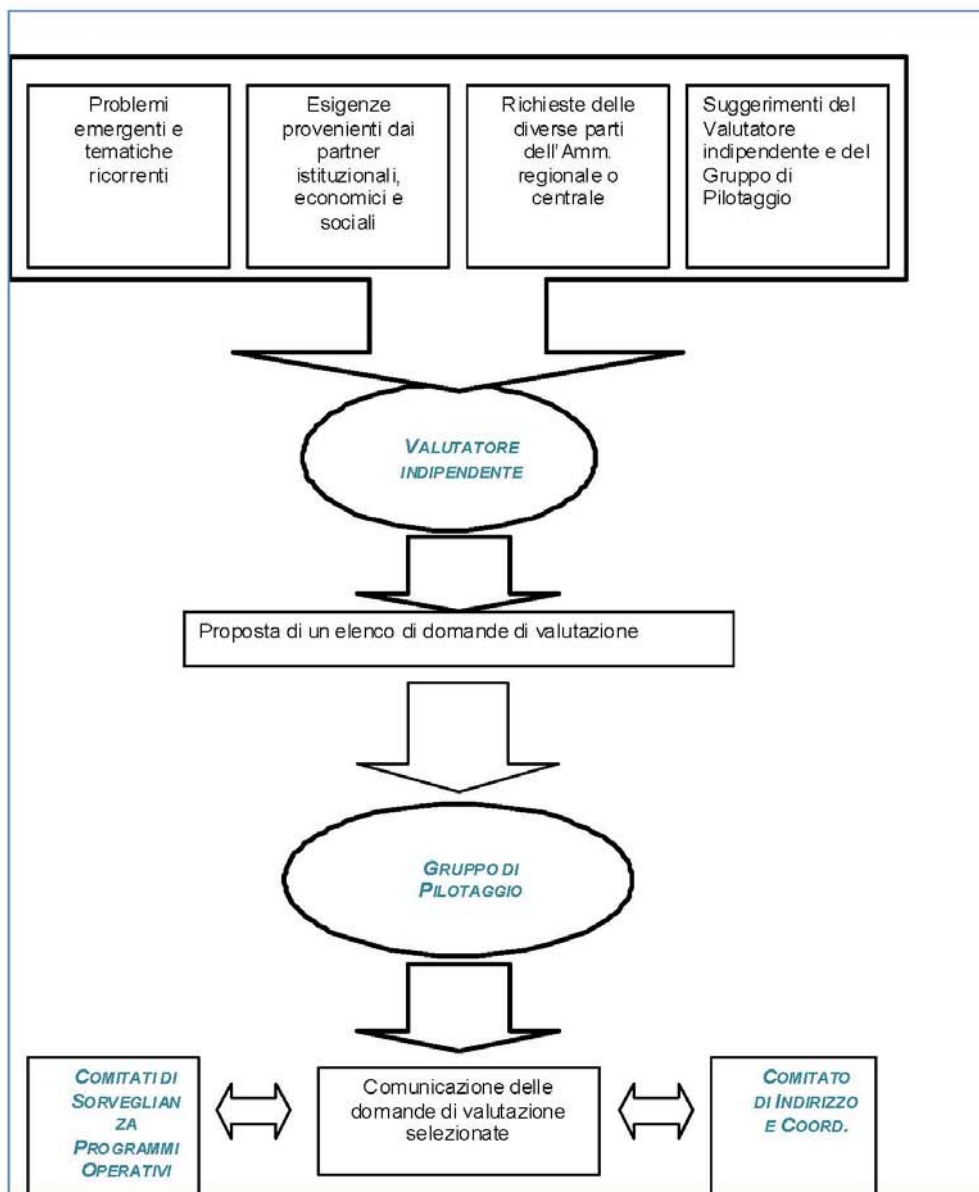 Problemi
emergenti e
tematiche
ricorrenti
Esigenze
provenienti dai
partner
istituzionali,
economici e
sociali
Richieste delle
diverse parti
dell'Amm.
regionale o
centrale
Suggerimenti del
Valutatore
indipendente e del
Gruppo di
Pilotaggio
VALUTATORE
INDIPENDENTE
Proposta di un elenco di domande di valutazione
GRUPPO DI
PILOTAGGIO
COMITATI DI
SORVEGLIAN
ZA
PROGRAMMI
OPERATIVI
Comunicazione delle
domande di valutazione
selezionate
COMITATO
DI INDIRIZZO
E COORD.